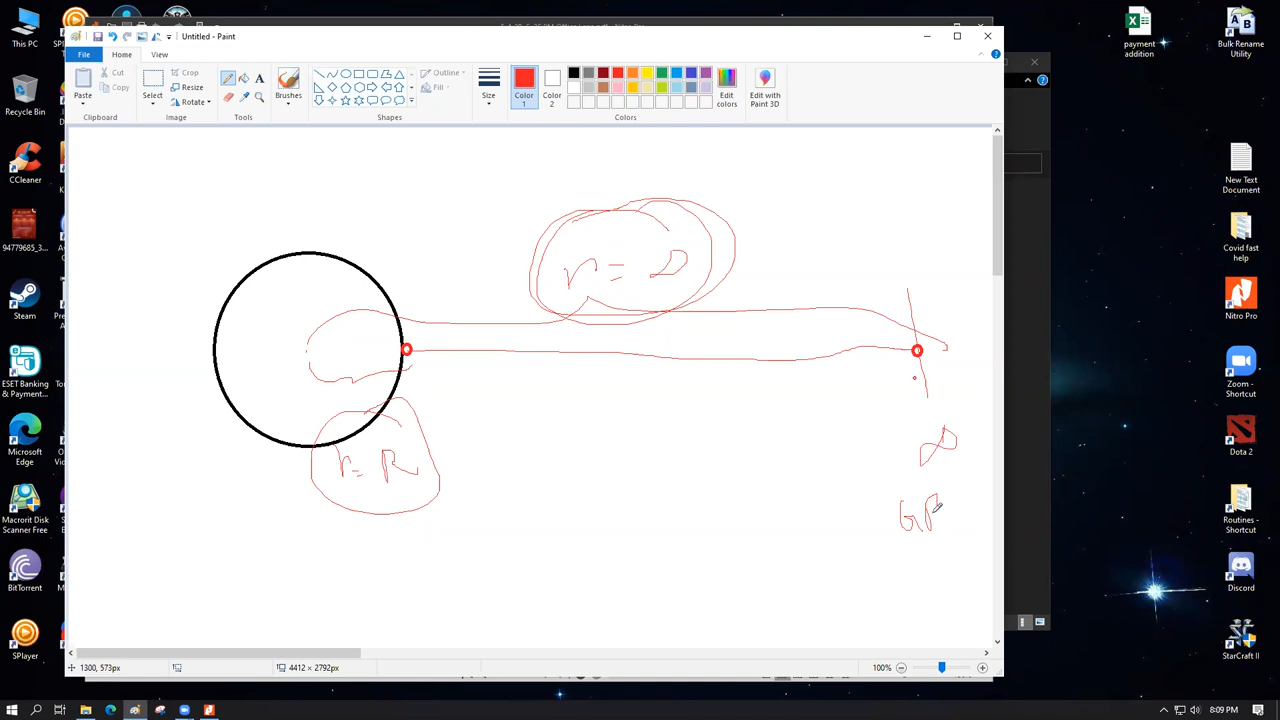 This PC
Recycle Bin
CCleaner
94779685_3...
Steam
ESET Banking
& Paymen...
Microsoft
Edge
Macrorit Disk
Scanner Free
BitTorrent
SPlayer
Untitled - Paint
File
Home
View
Paste
Cut
Copy
Clipboard
Select
Crop
Resize
Rotate
Image
Tools
Brushes
Outline
Fill
Shapes
Size
Color
1
Color
2
Edit
colors
Colors
Edit with
Paint 3D
r = ∞
r = R
∞
GP
1300, 573px
4412 × 2792px
100%
payment
addition
Bulk Rename
Utility
New Text
Document
Covid fast
help
Nitro Pro
Zoom -
Shortcut
Dota 2
Routines -
Shortcut
Discord
StarCraft II
8:09 PM